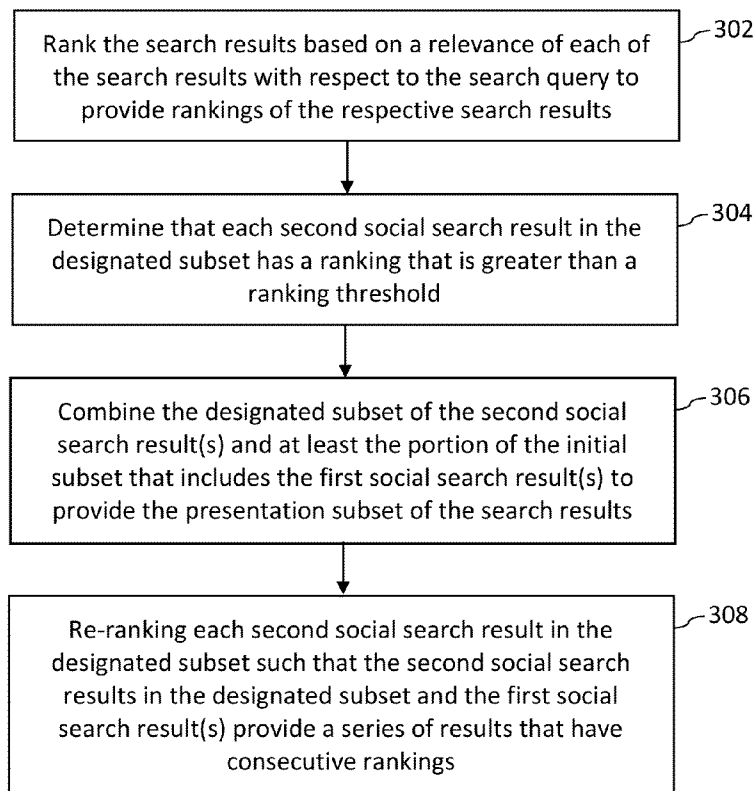 Rank the search results based on a relevance of each of
the search results with respect to the search query to
provide rankings of the respective search results
302
Determine that each second social search result in the
designated subset has a ranking that is greater than a
ranking threshold
304
Combine the designated subset of the second social
search result(s) and at least the portion of the initial
subset that includes the first social search result(s) to
provide the presentation subset of the search results
306
Re-ranking each second social search result in the
designated subset such that the second social search
results in the designated subset and the first social
search result(s) provide a series of results that have
consecutive rankings
308